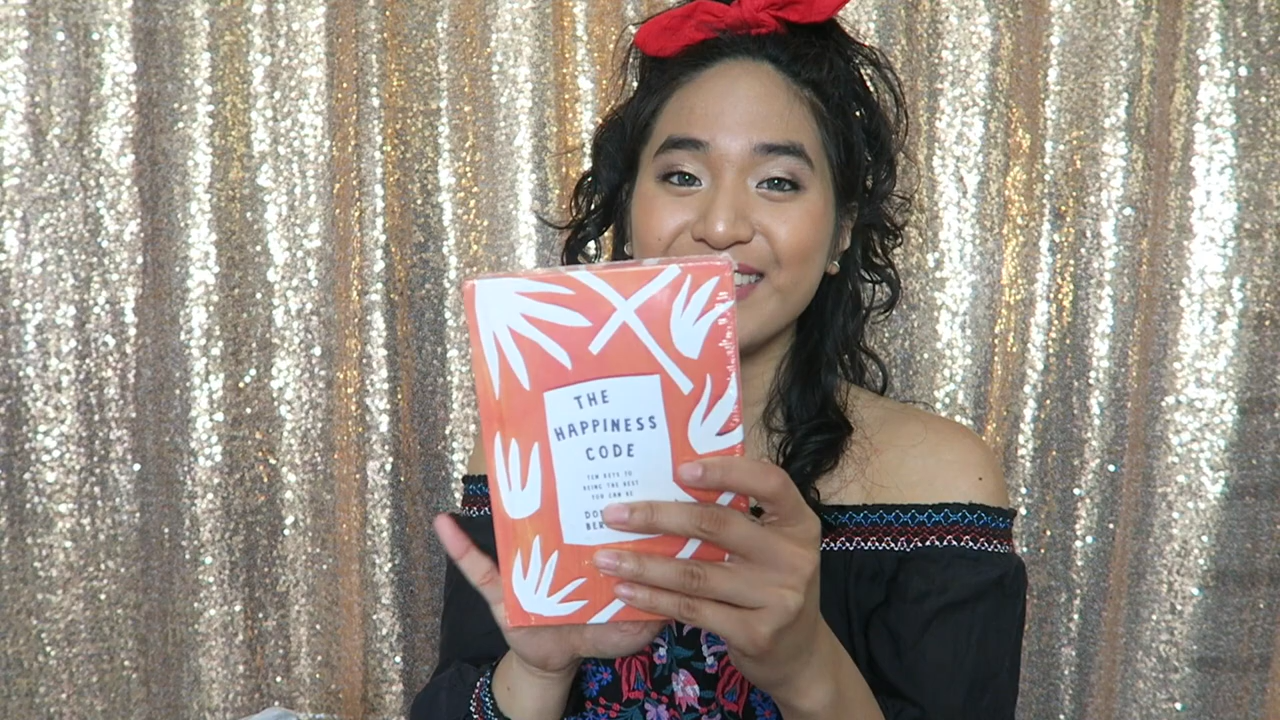 THE
HAPPINESS
CODE
TEN KEYS TO
BEING THE BEST
YOU CAN BE